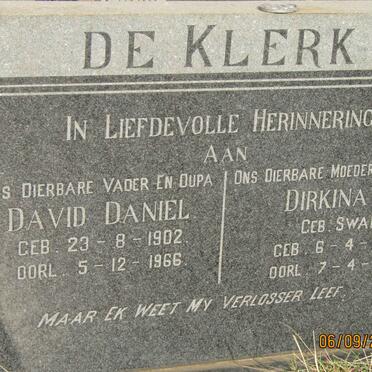 DE KLERK
IN LIEFDEVOLLE HERINNERING
AAN
S DIERBARE VADER EN OUPA
DAVID DANIEL
GEB. 23-8-1902.
OORL. 5-12-1966.
ONS DIERBARE MOEDER
DIRKINA
GEB. SWA
GEB. 6-4-
OORL. 7-4-
MAAR EK WEET MY VERLOSSER LEEF.
06/09/2